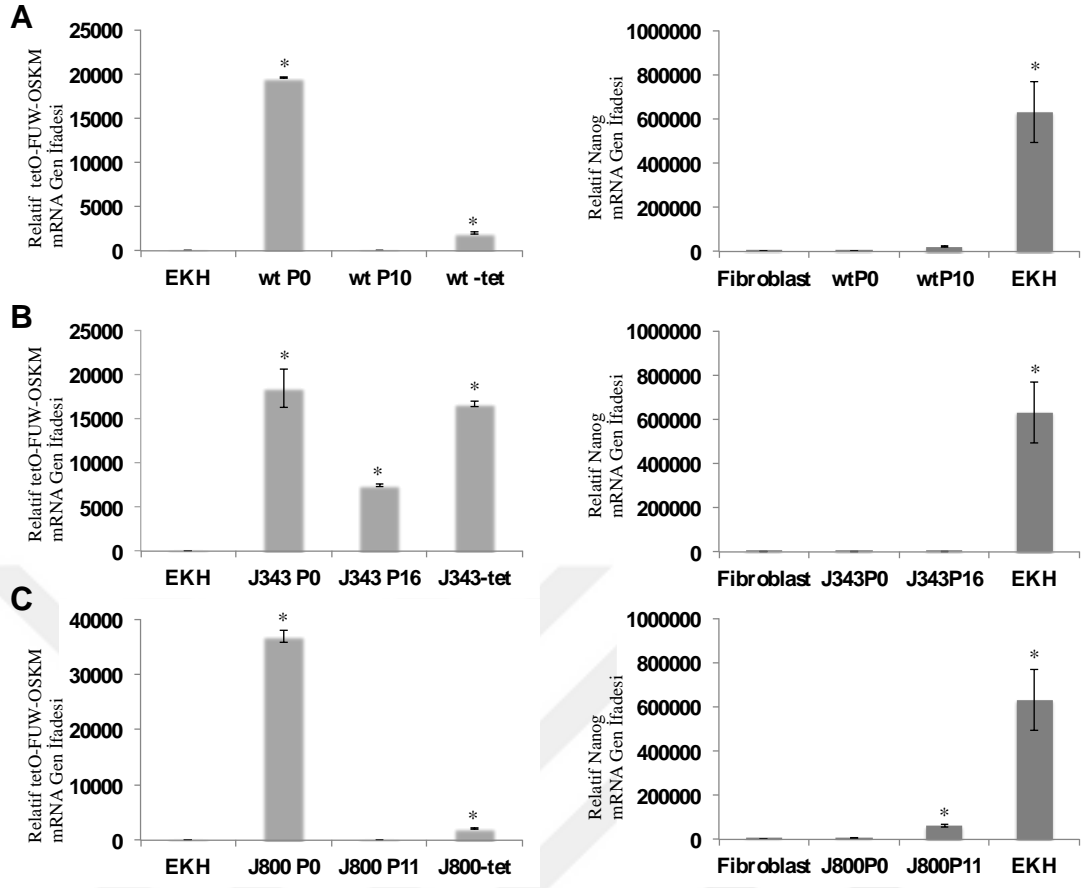 A
Relatif tetO-FUW-OSKM
mRNA Gen İfadesi
25000
20000
15000
10000
5000
0
*
*
EKH wt P0 wt P10 wt -tet
Relatif Nanog
mRNA Gen İfadesi
1000000
800000
600000
400000
200000
0
*
Fibroblast wtP0 wtP10 EKH
B
Relatif tetO-FUW-OSKM
mRNA Gen İfadesi
25000
20000
15000
10000
5000
0
*
*
*
EKH J343 P0 J343 P16 J343-tet
Relatif Nanog
mRNA Gen İfadesi
1000000
800000
600000
400000
200000
0
*
Fibroblast J343P0 J343P16 EKH
C
Relatif tetO-FUW-OSKM
mRNA Gen İfadesi
40000
30000
20000
10000
0
*
*
EKH J800 P0 J800 P11 J800-tet
Relatif Nanog
mRNA Gen İfadesi
1000000
800000
600000
400000
200000
0
*
*
Fibroblast J800P0 J800P11 EKH